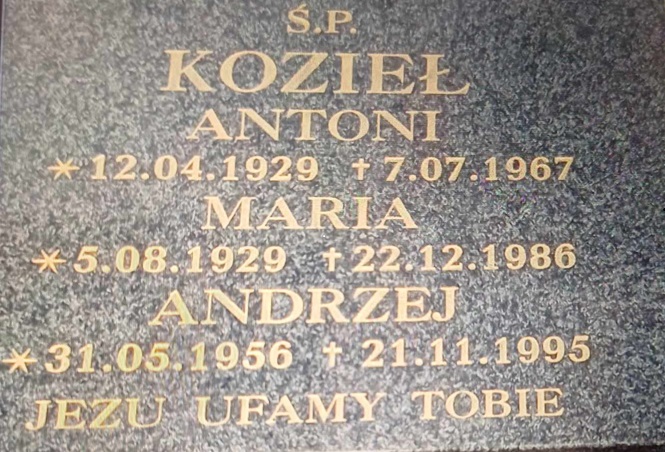 Ś.P.
KOZIEŁ
ANTONI
*12.04.1929 †7.07.1967
MARIA
*5.08.1929 †22.12.1986
ANDRZEJ
*31.05.1956 †21.11.1995
JEZU UFAMY TOBIE